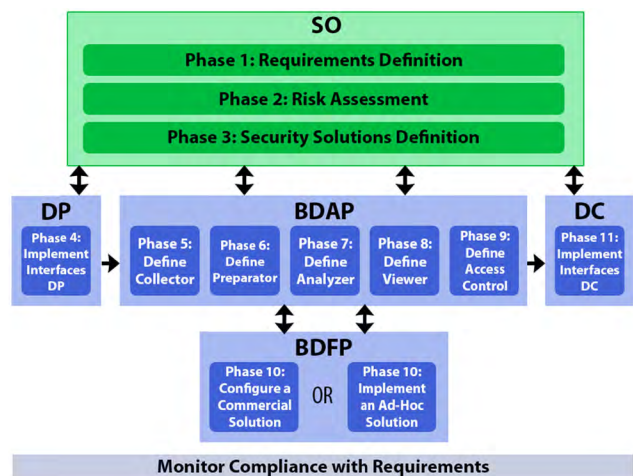 SO
Phase 1: Requirements Definition
Phase 2: Risk Assessment
Phase 3: Security Solutions Definition
DP
Phase 4:
Implement
Interfaces
DP
BDAP
Phase 5:
Define
Collector
Phase 6:
Define
Preparator
Phase 7:
Define
Analyzer
Phase 8:
Define
Viewer
Phase 9:
Define
Access
Control
DC
Phase 11:
Implement
Interfaces
DC
BDFP
Phase 10:
Configure a
Commercial
Solution
OR
Phase 10:
Implement
an Ad-Hoc
Solution
Monitor Compliance with Requirements